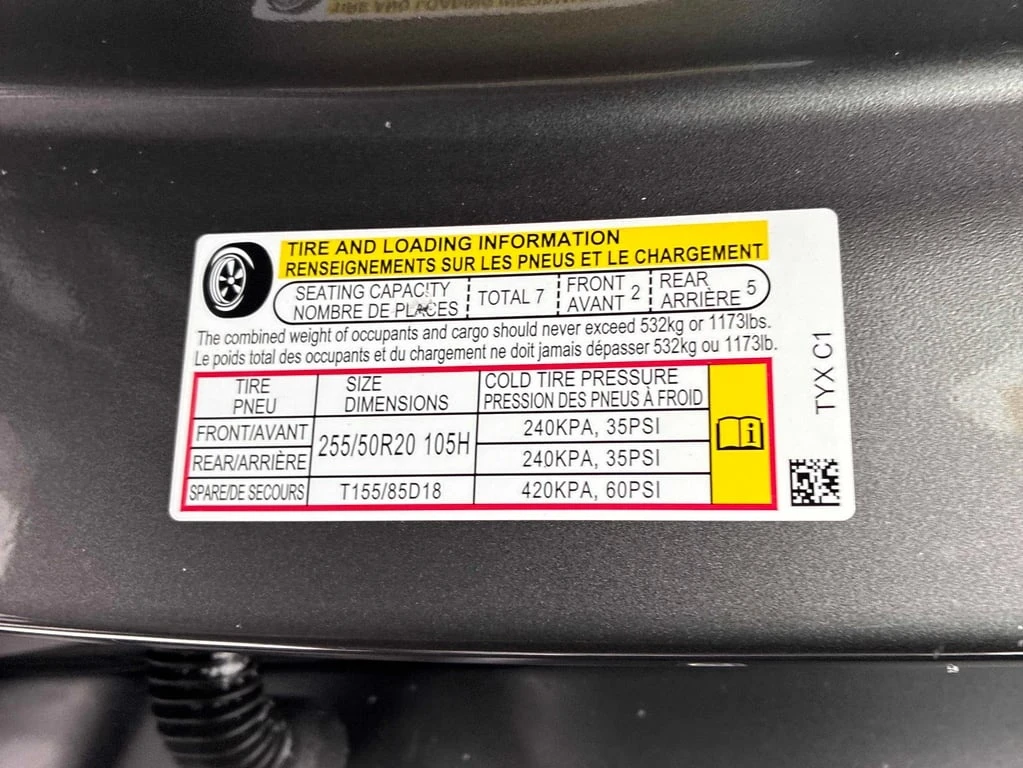 TIRE AND LOADING INFORMATION
RENSEIGNEMENTS SUR LES PNEUS ET LE CHARGEMENT
SEATING CAPACITY
NOMBRE DE PLACES
TOTAL 7
FRONT
AVANT 2
REAR
ARRIÈRE 5
The combined weight of occupants and cargo should never exceed 532kg or 1173lbs.
Le poids total des occupants et du chargement ne doit jamais dépasser 532kg ou 1173lb.
TIRE
PNEU
SIZE
DIMENSIONS
COLD TIRE PRESSURE
PRESSION DES PNEUS À FROID
FRONT/AVANT
255/50R20 105H
240KPA, 35PSI
REAR/ARRIÈRE
240KPA, 35PSI
SPARE/DE SECOURS
T155/85D18
420KPA, 60PSI
TYX C1